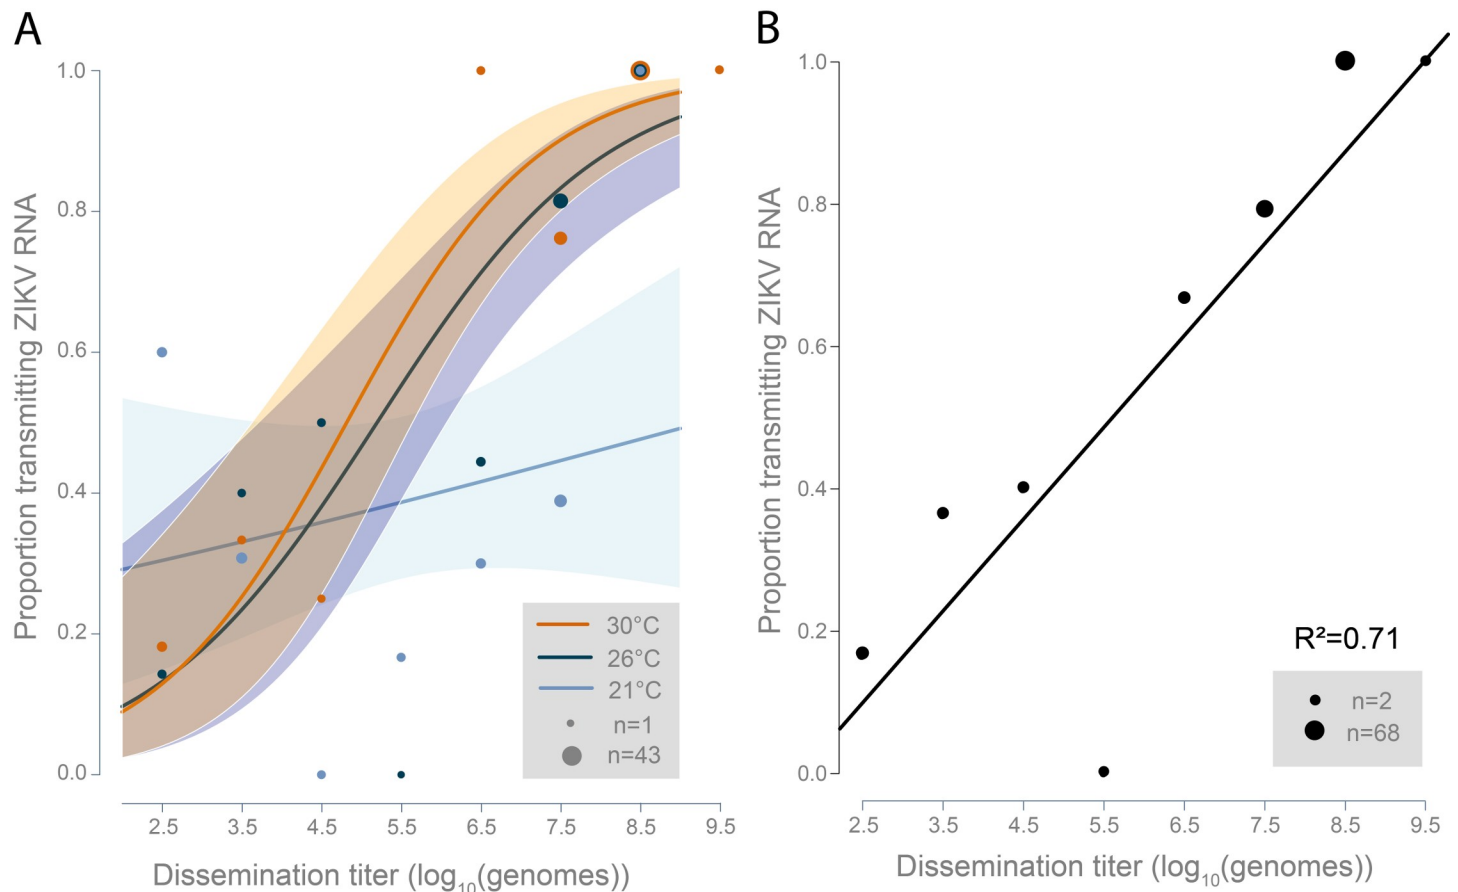 A
Proportion transmitting ZIKV RNA
1.0
0.8
0.6
0.4
0.2
0.0
30°C
26°C
21°C
n=1
n=43
2.5 3.5 4.5 5.5 6.5 7.5 8.5 9.5
Dissemination titer (log10(genomes))
B
Proportion transmitting ZIKV RNA
1.0
0.8
0.6
0.4
0.2
0.0
R²=0.71
n=2
n=68
2.5 3.5 4.5 5.5 6.5 7.5 8.5 9.5
Dissemination titer (log10(genomes))